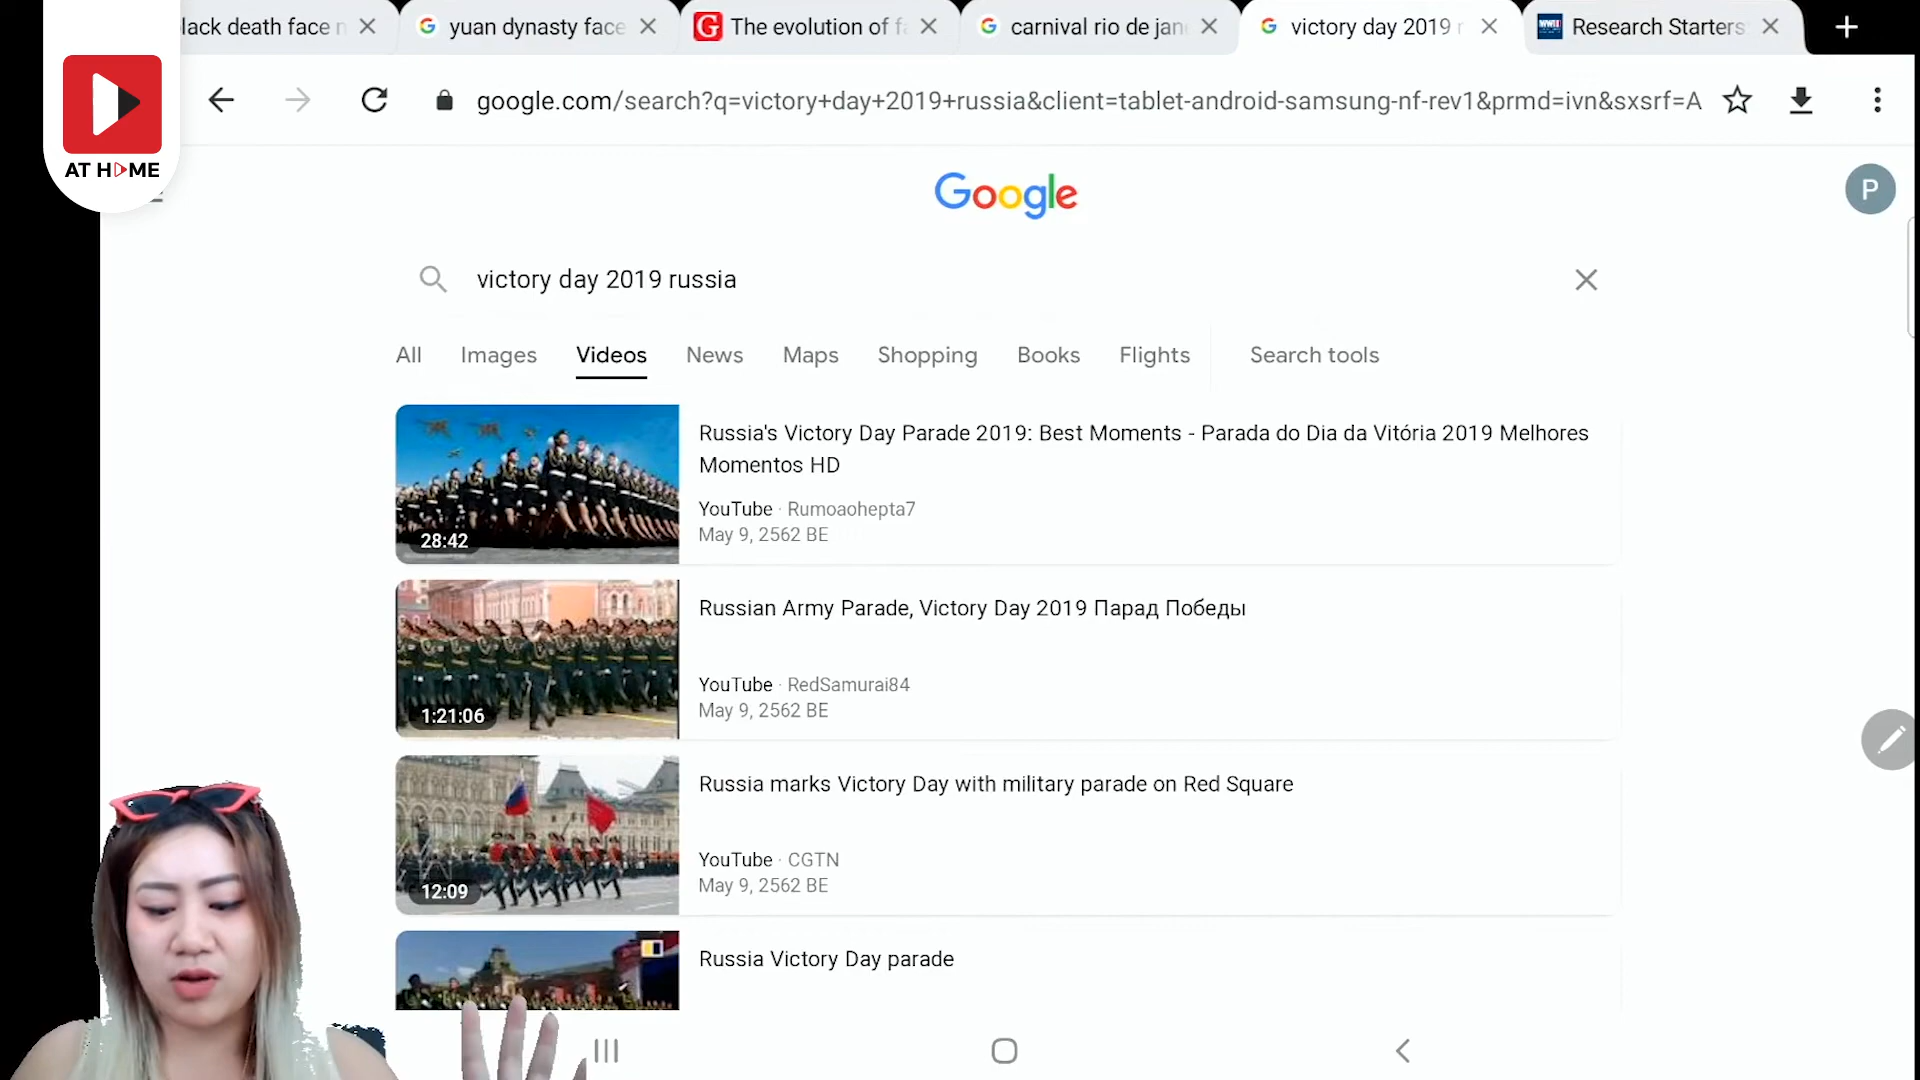 lack death face n
yuan dynasty face
The evolution of fa
carnival rio de jan
victory day 2019 r
Research Starters
google.com/search?q=victory+day+2019+russia&client=tablet-android-samsung-nf-rev1&prmd=ivn&sxsrf=A
AT HOME
Google
P
victory day 2019 russia
All Images Videos News Maps Shopping Books Flights Search tools
Russia's Victory Day Parade 2019: Best Moments - Parada do Dia da Vitória 2019 Melhores
Momentos HD
YouTube · Rumoaohepta7
May 9, 2562 BE
28:42
Russian Army Parade, Victory Day 2019 Парад Победы
YouTube · RedSamurai84
May 9, 2562 BE
1:21:06
Russia marks Victory Day with military parade on Red Square
YouTube · CGTN
May 9, 2562 BE
12:09
Russia Victory Day parade